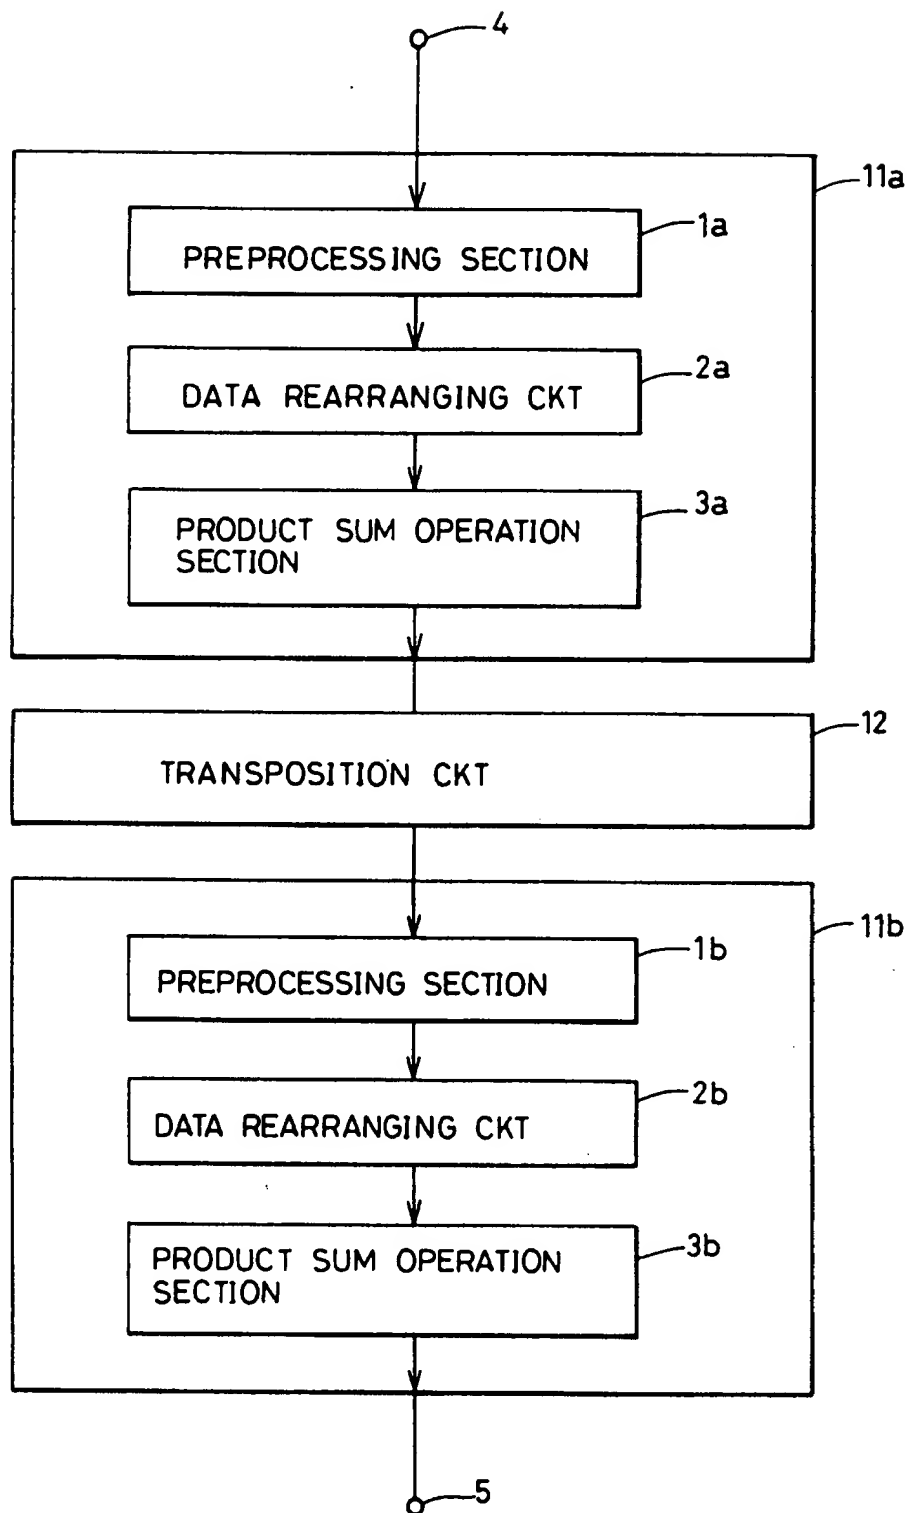 4
11a
1a
PREPROCESSING SECTION
2a
DATA REARRANGING CKT
3a
PRODUCT SUM OPERATION
SECTION
12
TRANSPOSITION CKT
11b
1b
PREPROCESSING SECTION
2b
DATA REARRANGING CKT
3b
PRODUCT SUM OPERATION
SECTION
5